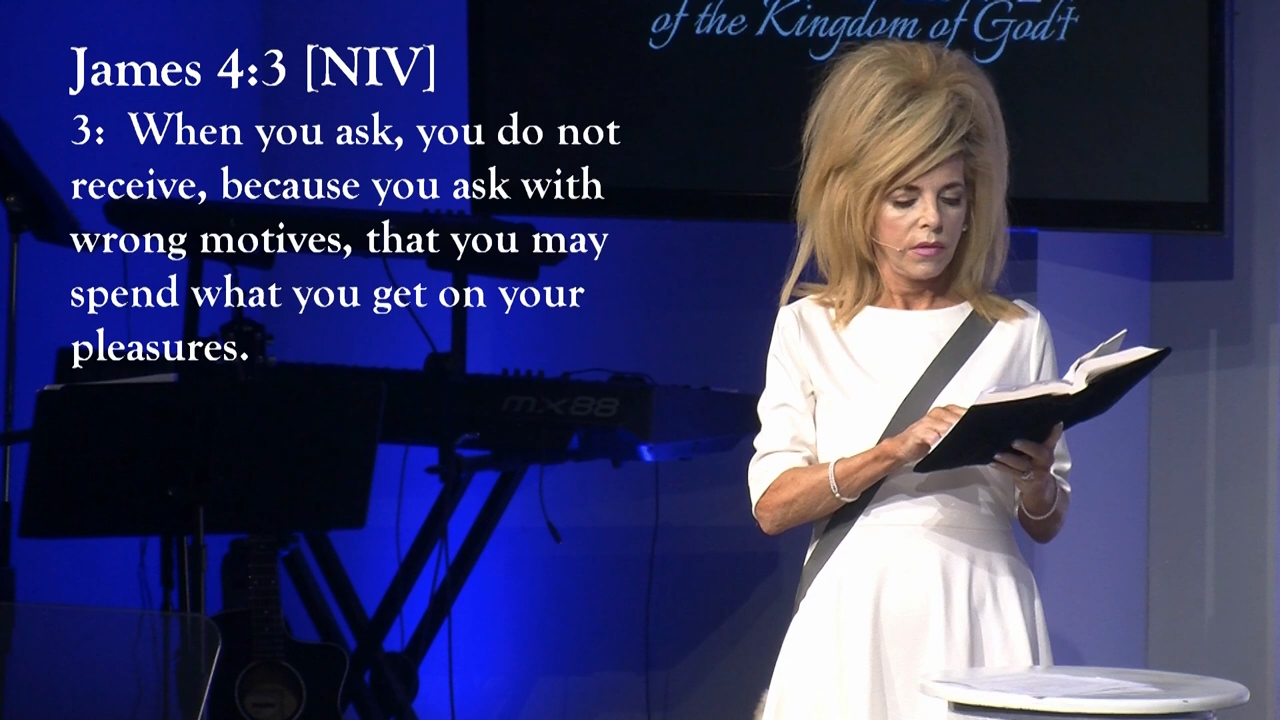 of the Kingdom of God
James 4:3 [NIV]
3: When you ask, you do not
receive, because you ask with
wrong motives, that you may
spend what you get on your
pleasures.
mx88